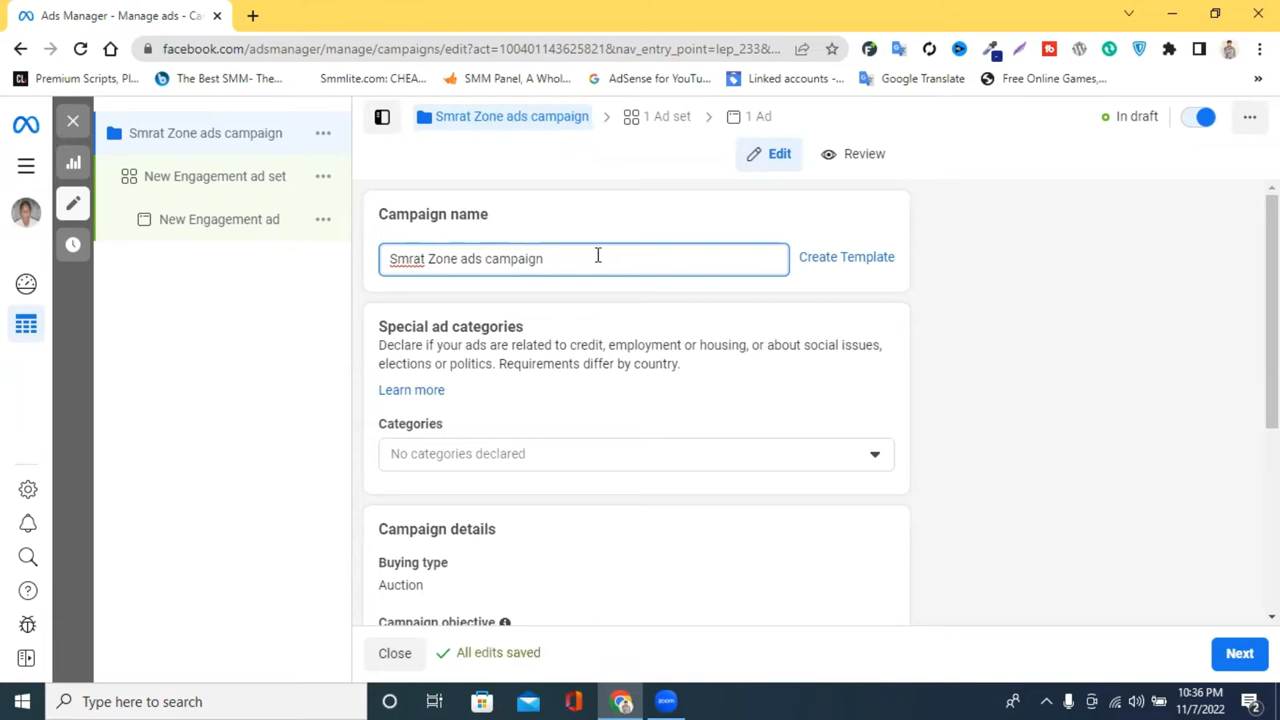 Ads Manager - Manage ads - Ca
facebook.com/adsmanager/manage/campaigns/edit?act=100401143625821&nav_entry_point=lep_233&...
CL Premium Scripts, Pl...
The Best SMM- The...
Smmlite.com: CHEA...
SMM Panel, A Whol...
AdSense for YouTu...
Linked accounts -...
Google Translate
Free Online Games,...
»
Smrat Zone ads campaign
New Engagement ad set
New Engagement ad
Smrat Zone ads campaign
1 Ad set
1 Ad
In draft
Edit
Review
Campaign name
Smrat Zone ads campaign
Create Template
Special ad categories
Declare if your ads are related to credit, employment or housing, or about social issues,
elections or politics. Requirements differ by country.
Learn more
Categories
No categories declared
Campaign details
Buying type
Auction
Campaign objective
Close
All edits saved
Next
Type here to search
10:36 PM
11/7/2022
2